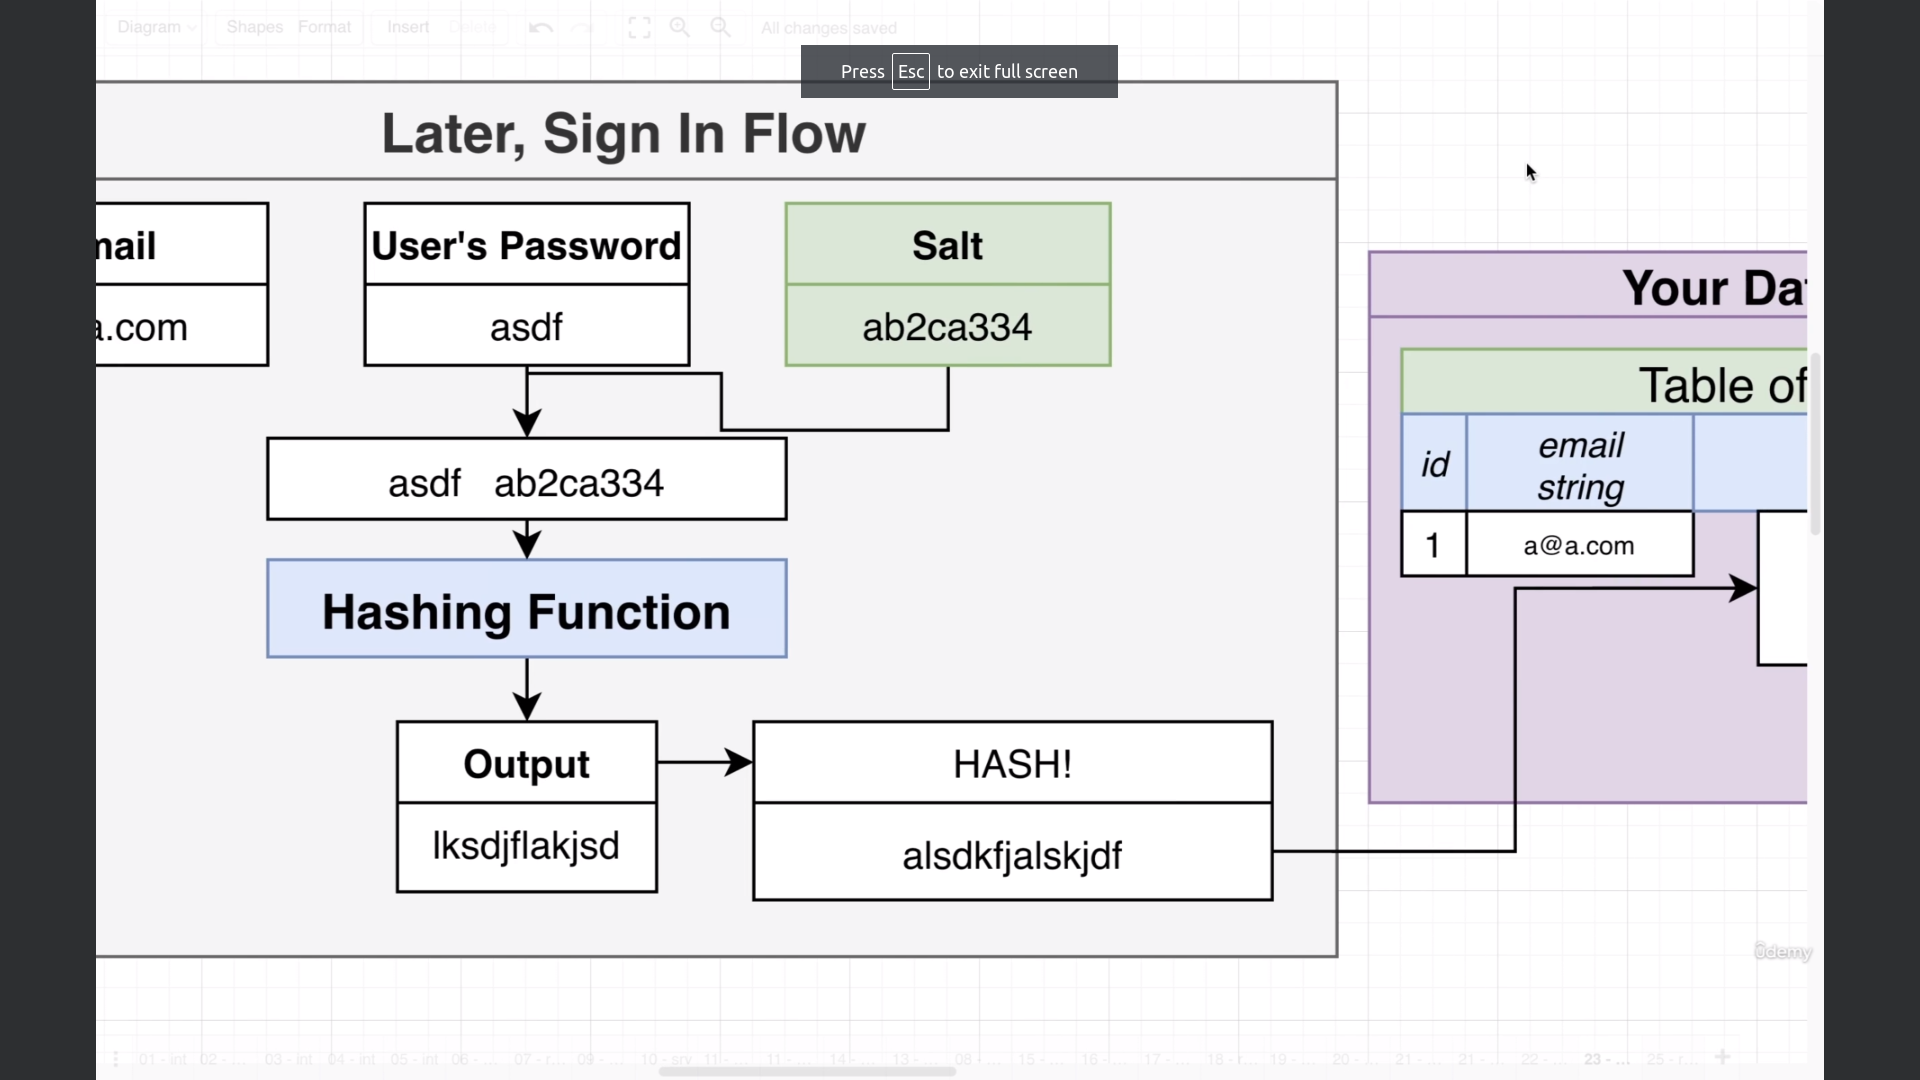 Diagram
Shapes
Format
Insert
Delete
All changes saved
Press Esc to exit full screen
Later, Sign In Flow
mail
a.com
User's Password
asdf
Salt
ab2ca334
asdf ab2ca334
Hashing Function
Output
lksdjflakjsd
HASH!
alsdkfjalskjdf
Your Dat
Table of
id
email
string
1
a@a.com
ûdemy
01 - int
02 - ...
03 - int
04 - int
05 - int
06 - ...
07 - r...
09 - ...
10 - srv
11 - ...
11 - ...
14 - ...
13 - ...
08 - ...
15 - ...
16 - ...
17 - ...
18 - r...
19 - ...
20 - ...
21 - ...
21 - ...
22 - ...
23 - ...
25 - r...